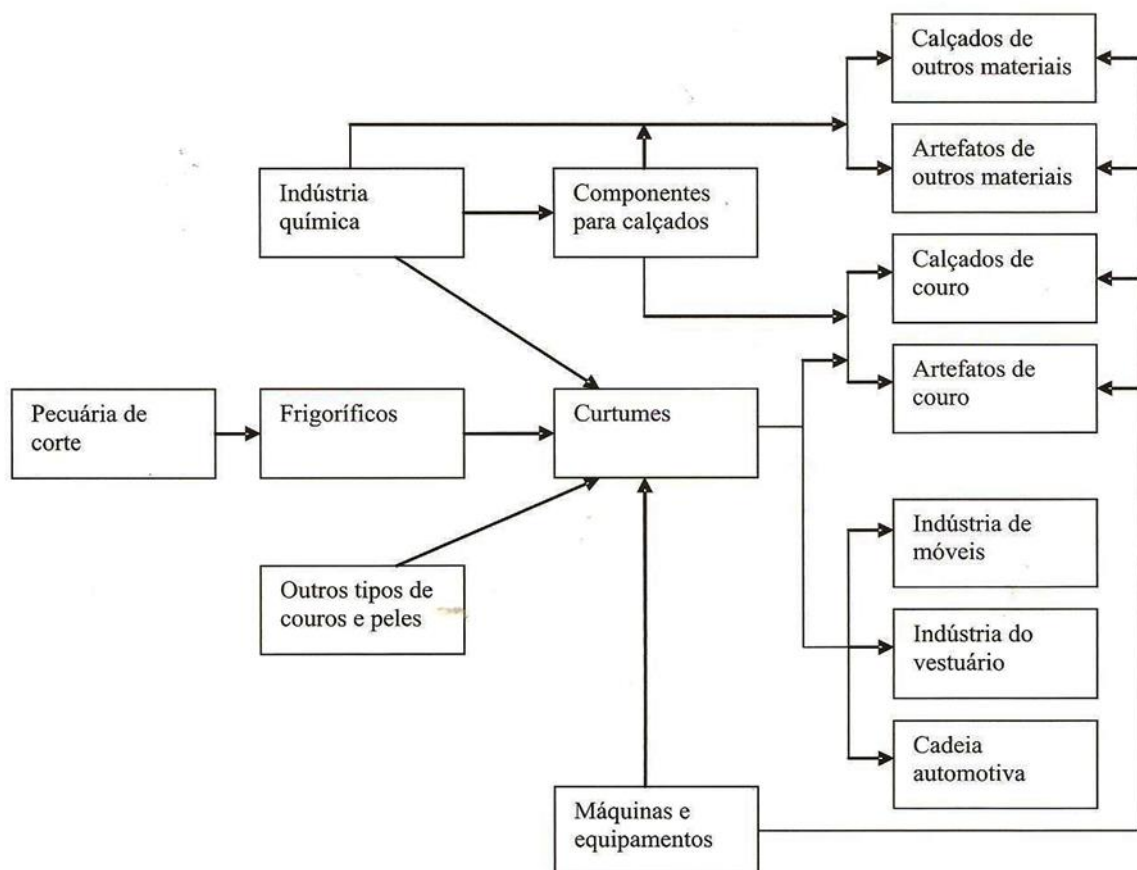 Calçados de
outros materiais
Artefatos de
outros materiais
Indústria
química
Componentes
para calçados
Calçados de
couro
Artefatos de
couro
Pecuária de
corte
Frigoríficos
Curtumes
Outros tipos de
couros e peles
Indústria de
móveis
Indústria do
vestuário
Cadeia
automotiva
Máquinas e
equipamentos